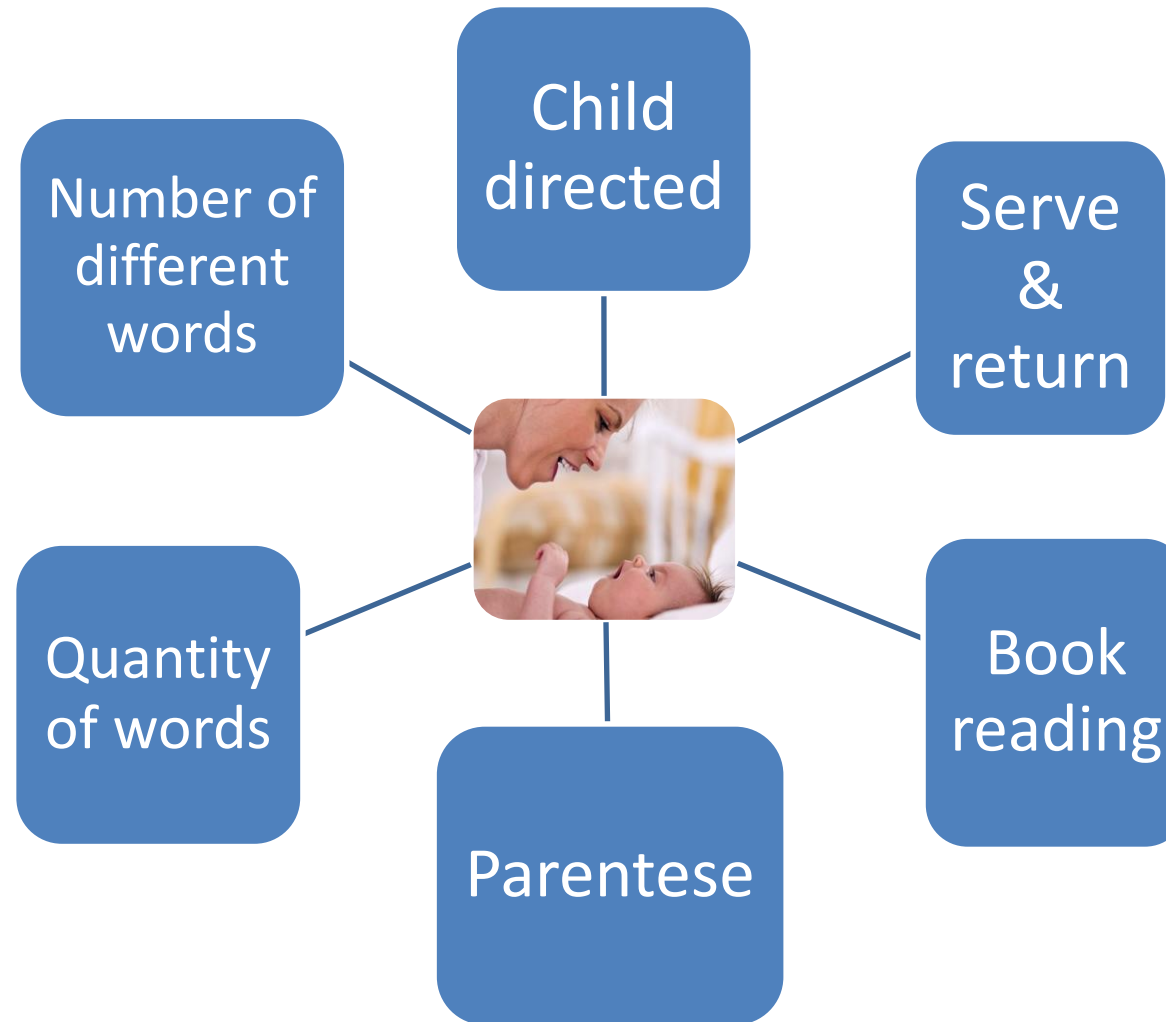 Child
directed
Serve
&
return
Book
reading
Parentese
Quantity
of words
Number of
different
words